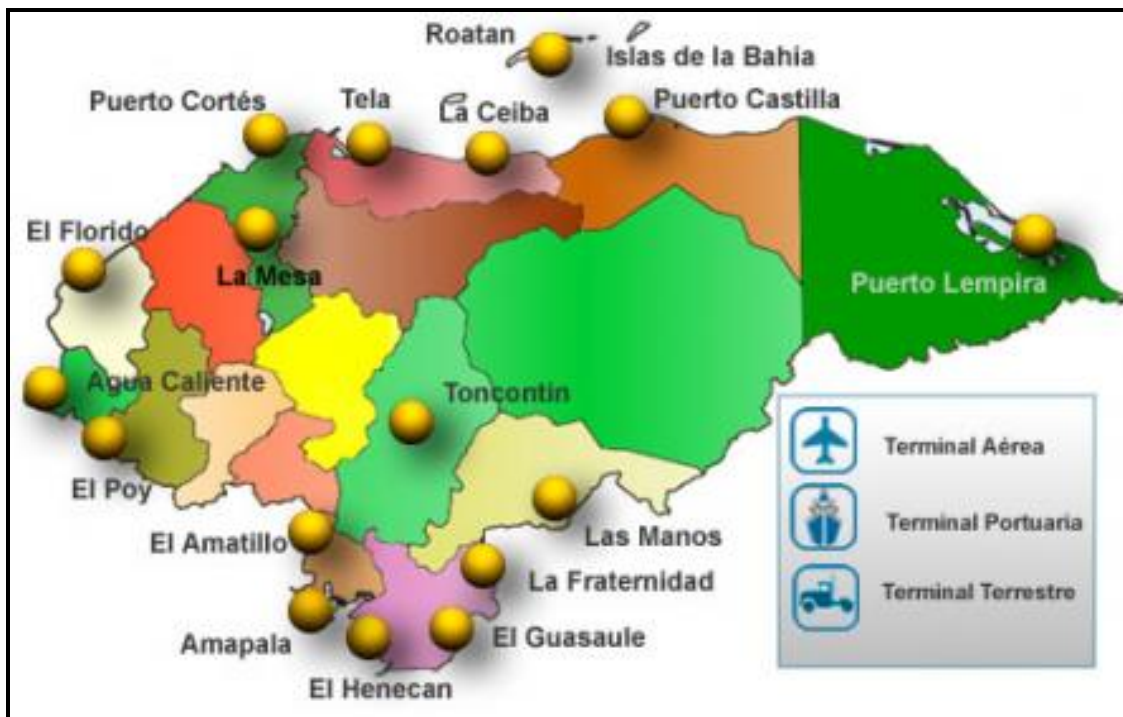 Roatan
Islas de la Bahia
Puerto Cortés
Tela
La Ceiba
Puerto Castilla
El Florido
La Mesa
Puerto Lempira
Agua Caliente
Toncontin
El Poy
El Amatillo
Las Manos
La Fraternidad
Amapala
El Guasaule
El Henecan
Terminal Aérea
Terminal Portuaria
Terminal Terrestre